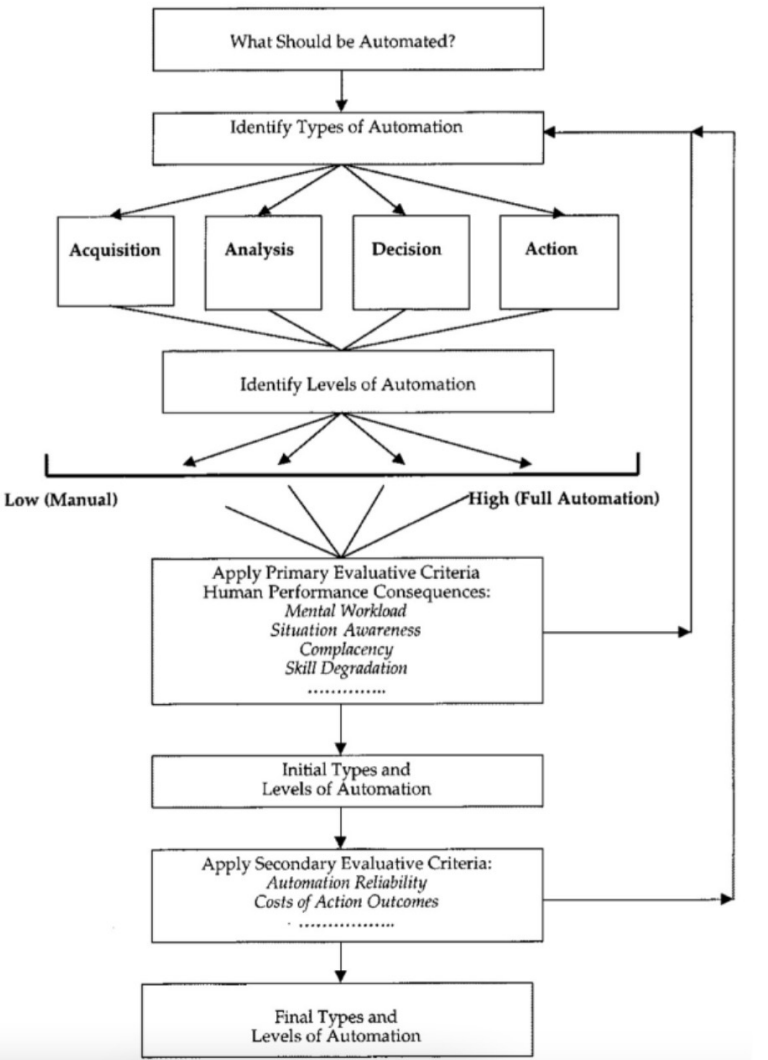 What Should be Automated?
Identify Types of Automation
Acquisition
Analysis
Decision
Action
Identify Levels of Automation
Low (Manual)
High (Full Automation)
Apply Primary Evaluative Criteria
Human Performance Consequences:
Mental Workload
Situation Awareness
Complacency
Skill Degradation
..............
Initial Types and
Levels of Automation
Apply Secondary Evaluative Criteria:
Automation Reliability
Costs of Action Outcomes
..................
Final Types and
Levels of Automation